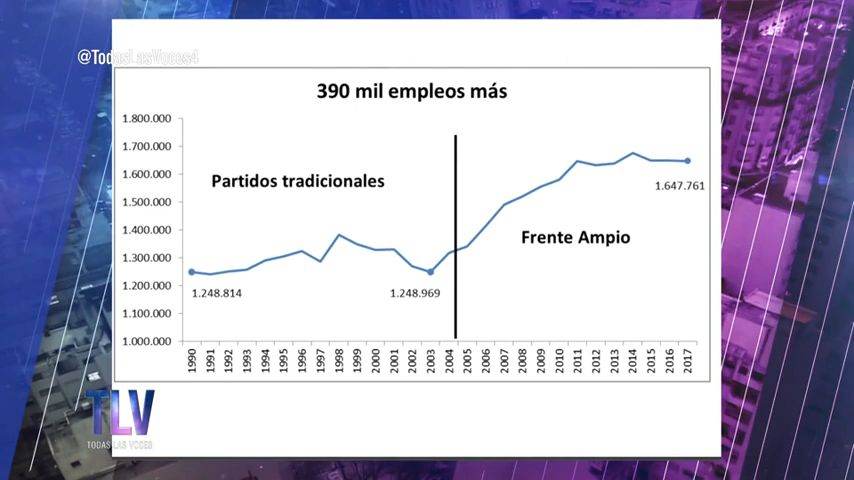 @TodasLasVoces4
390 mil empleos más
1.800.000
1.700.000
1.600.000
1.500.000
1.400.000
1.300.000
1.200.000
1.100.000
1.000.000
Partidos tradicionales
Frente Ampio
1.248.814
1.248.969
1.647.761
1990 1991 1992 1993 1994 1995 1996 1997 1998 1999 2000 2001 2002 2003 2004 2005 2006 2007 2008 2009 2010 2011 2012 2013 2014 2015 2016 2017
TLV
TODAS LAS VOCES